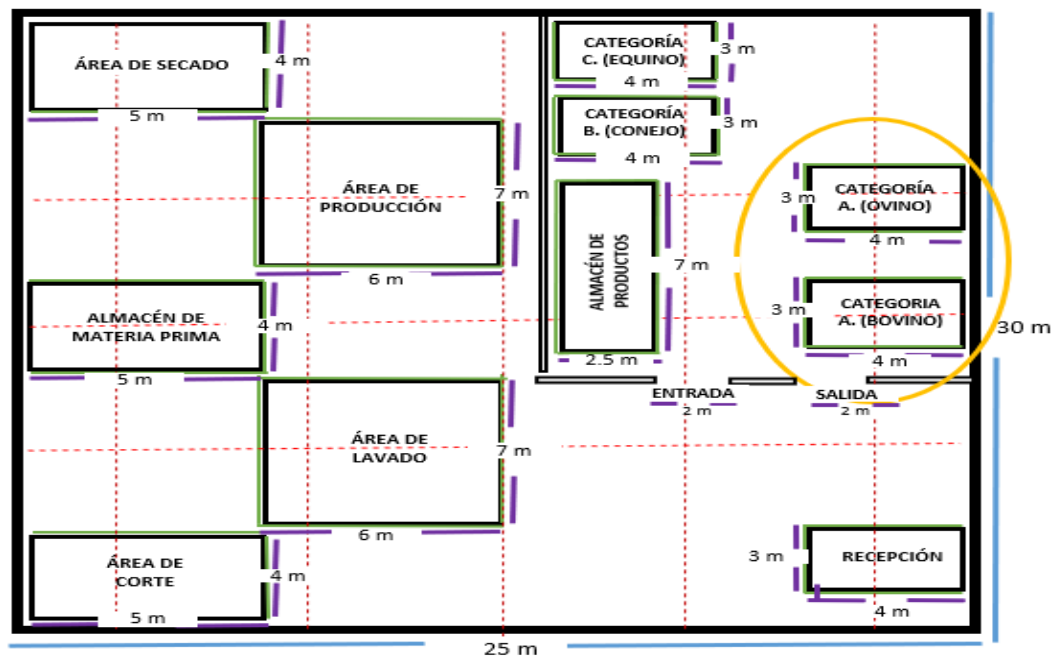 ÁREA DE SECADO
4 m
5 m
ÁREA DE
PRODUCCIÓN
7 m
6 m
ALMACÉN DE
MATERIA PRIMA
4 m
5 m
ÁREA DE
LAVADO
7 m
6 m
ÁREA DE
CORTE
4 m
5 m
CATEGORÍA
C. (EQUINO)
3 m
4 m
CATEGORÍA
B. (CONEJO)
3 m
4 m
ALMACÉN DE
PRODUCTOS
7 m
2.5 m
CATEGORÍA
A. (OVINO)
3 m
4 m
CATEGORIA
A. (BOVINO)
3 m
4 m
ENTRADA
2 m
SALIDA
2 m
RECEPCIÓN
3 m
4 m
30 m
25 m